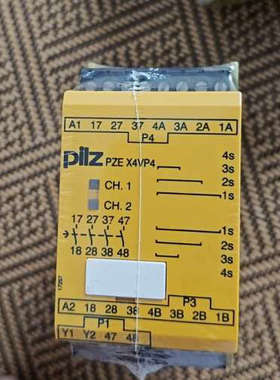 A1 17 27 37 4A 3A 2A 1A
P4
pilz PZE X4VP4
4s
3s
2s
1s
CH. 1
CH. 2
17 27 37 47
18 28 38 48
1s
2s
3s
4s
P3
A2 18 28 38 4B 3B 2B 1B
P1
Y1 Y2 47 48